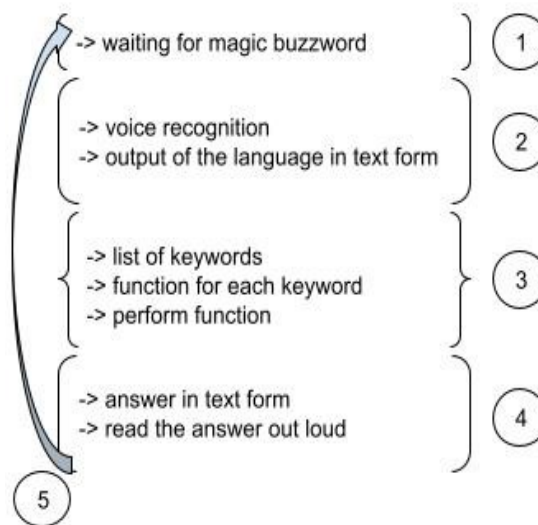 -> waiting for magic buzzword
1
-> voice recognition
-> output of the language in text form
2
-> list of keywords
-> function for each keyword
-> perform function
3
-> answer in text form
-> read the answer out loud
4
5